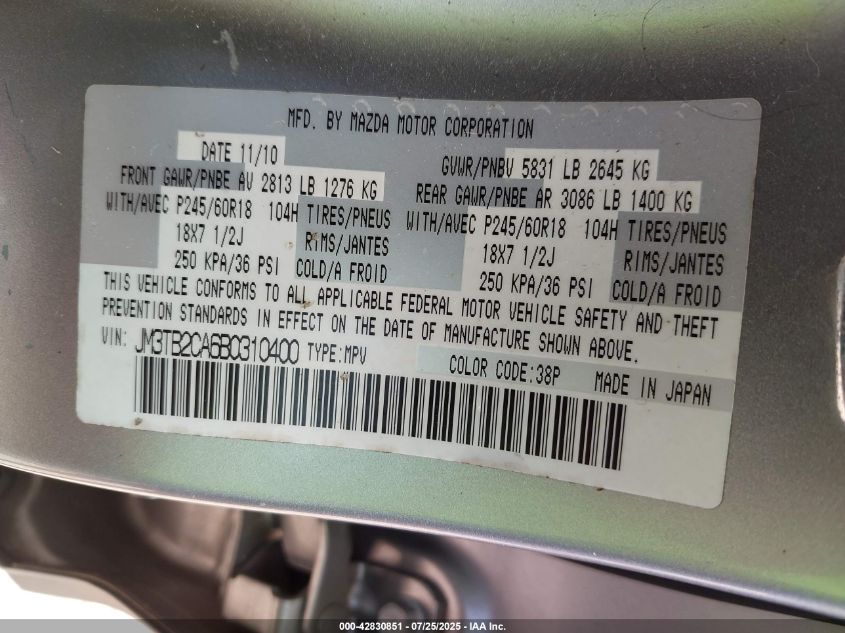 MFD. BY MAZDA MOTOR CORPORATION
DATE 11/10 GVWR/PNBV 5831 LB 2645 KG
FRONT GAWR/PNBE AV 2813 LB 1276 KG REAR GAWR/PNBE AR 3086 LB 1400 KG
WITH/AVEC P245/60R18 104H TIRES/PNEUS WITH/AVEC P245/60R18 104H TIRES/PNEUS
18X7 1/2J RIMS/JANTES 18X7 1/2J RIMS/JANTES
250 KPA/36 PSI COLD/A FROID 250 KPA/36 PSI COLD/A FROID
THIS VEHICLE CONFORMS TO ALL APPLICABLE FEDERAL MOTOR VEHICLE SAFETY AND THEFT
PREVENTION STANDARDS IN EFFECT ON THE DATE OF MANUFACTURE SHOWN ABOVE.
VIN: JM3TB2CA6B0310400 TYPE:MPV COLOR CODE:38P MADE IN JAPAN
000-42830851 - 07/25/2025 - IAA Inc.